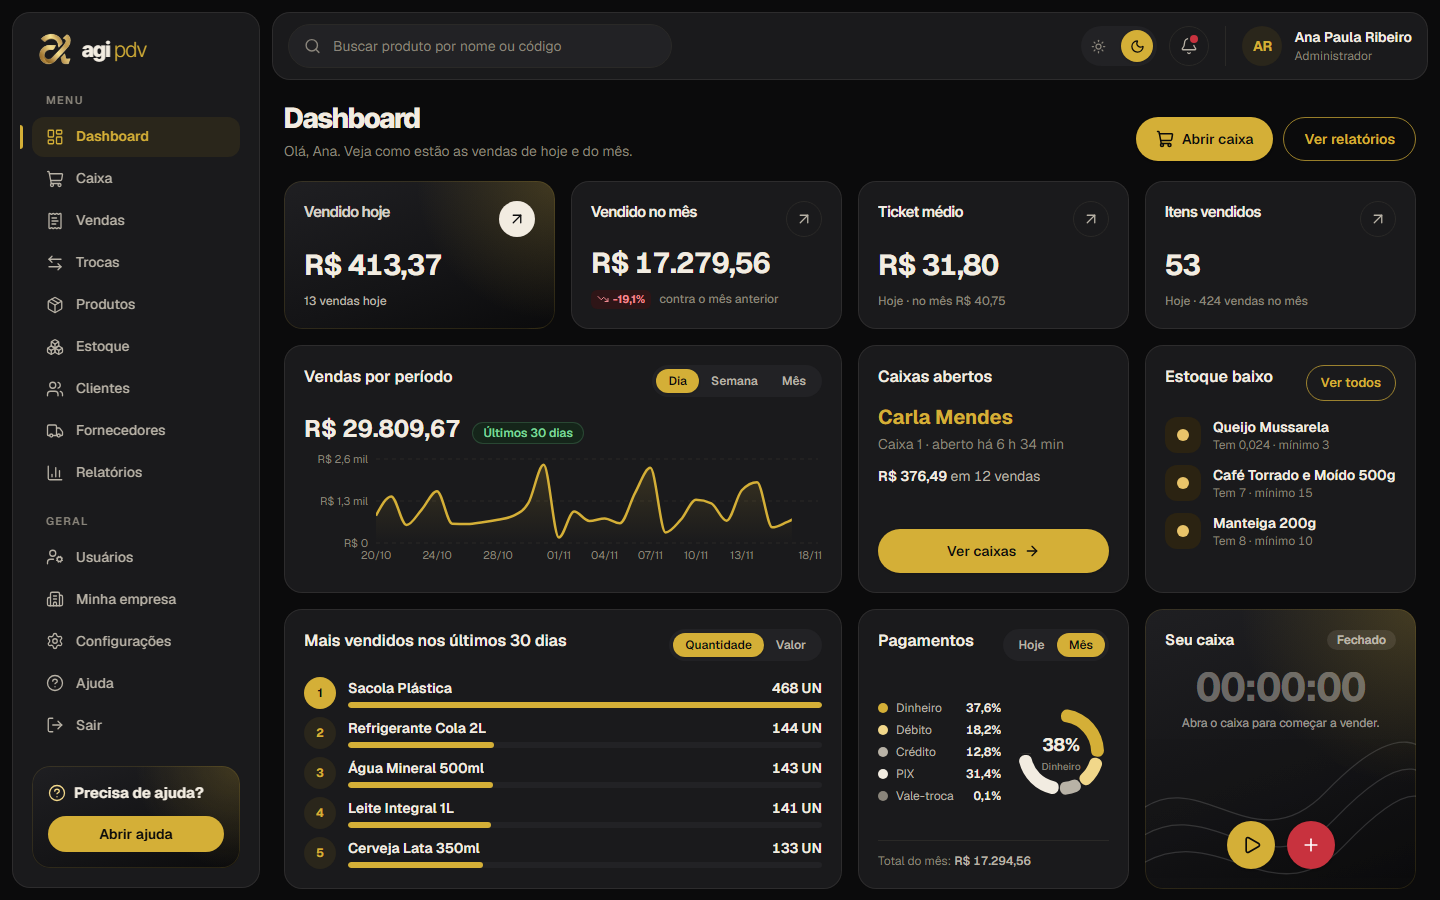 agi pdv
MENU
Dashboard
Caixa
Vendas
Trocas
Produtos
Estoque
Clientes
Fornecedores
Relatórios
GERAL
Usuários
Minha empresa
Configurações
Ajuda
Sair
Precisa de ajuda?
Abrir ajuda
Buscar produto por nome ou código
AR
Ana Paula Ribeiro
Administrador
Dashboard
Olá, Ana. Veja como estão as vendas de hoje e do mês.
Abrir caixa
Ver relatórios
Vendido hoje
R$ 413,37
13 vendas hoje
Vendido no mês
R$ 17.279,56
-19,1% contra o mês anterior
Ticket médio
R$ 31,80
Hoje · no mês R$ 40,75
Itens vendidos
53
Hoje · 424 vendas no mês
Vendas por período
Dia Semana Mês
R$ 29.809,67 Últimos 30 dias
R$ 2,6 mil
R$ 1,3 mil
R$ 0
20/10 24/10 28/10 01/11 04/11 07/11 10/11 13/11 18/11
Caixas abertos
Carla Mendes
Caixa 1 · aberto há 6 h 34 min
R$ 376,49 em 12 vendas
Ver caixas
Estoque baixo
Ver todos
Queijo Mussarela
Tem 0,024 · mínimo 3
Café Torrado e Moído 500g
Tem 7 · mínimo 15
Manteiga 200g
Tem 8 · mínimo 10
Mais vendidos nos últimos 30 dias
Quantidade Valor
1 Sacola Plástica 468 UN
2 Refrigerante Cola 2L 144 UN
3 Água Mineral 500ml 143 UN
4 Leite Integral 1L 141 UN
5 Cerveja Lata 350ml 133 UN
Pagamentos
Hoje Mês
Dinheiro 37,6%
Débito 18,2%
Crédito 12,8%
PIX 31,4%
Vale-troca 0,1%
38%
Dinheiro
Total do mês: R$ 17.294,56
Seu caixa
Fechado
00:00:00
Abra o caixa para começar a vender.